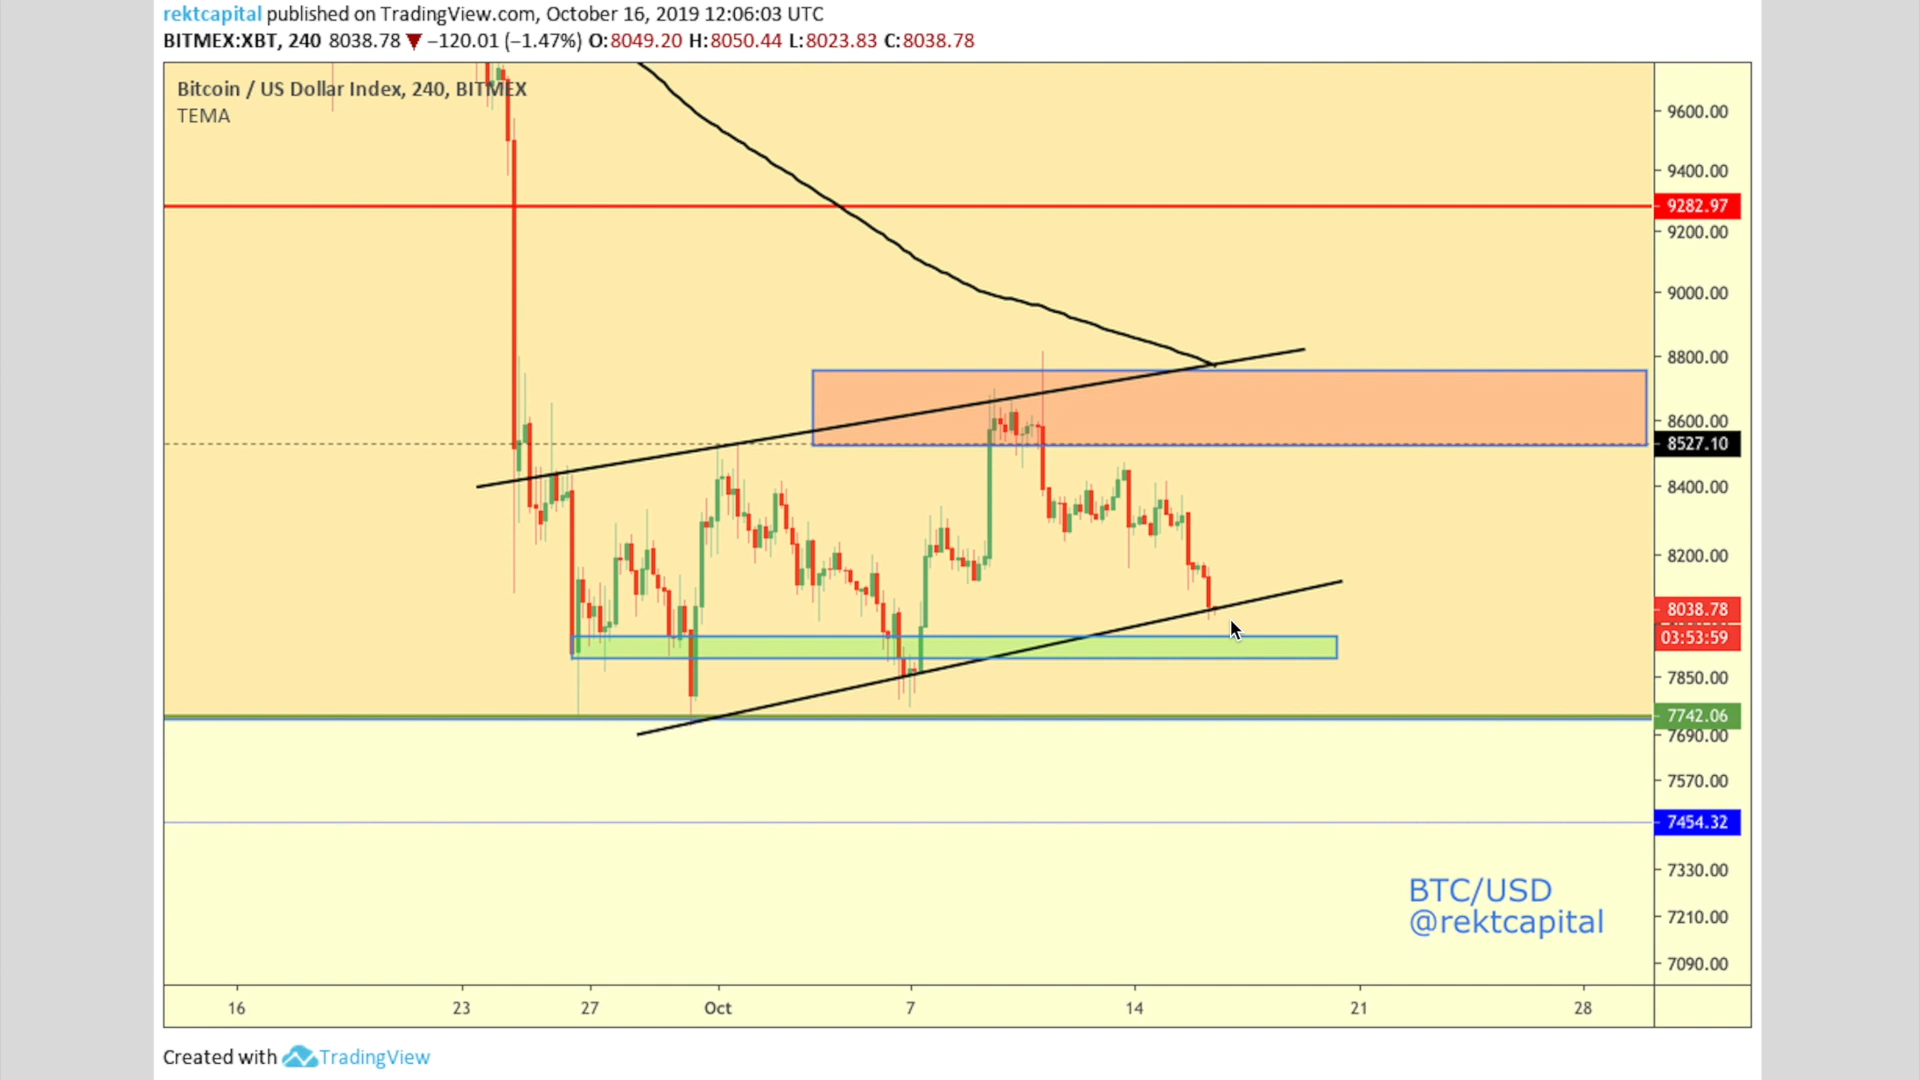 rektcapital published on TradingView.com, October 16, 2019 12:06:03 UTC
BITMEX:XBT, 240 8038.78 ▼ −120.01 (−1.47%) O:8049.20 H:8050.44 L:8023.83 C:8038.78
Bitcoin / US Dollar Index, 240, BITMEX
TEMA
9600.00
9400.00
9282.97
9200.00
9000.00
8800.00
8600.00
8527.10
8400.00
8200.00
8038.78
03:53:59
7850.00
7742.06
7690.00
7570.00
7454.32
7330.00
7210.00
7090.00
BTC/USD
@rektcapital
16 23 27 Oct 7 14 21 28
Created with TradingView